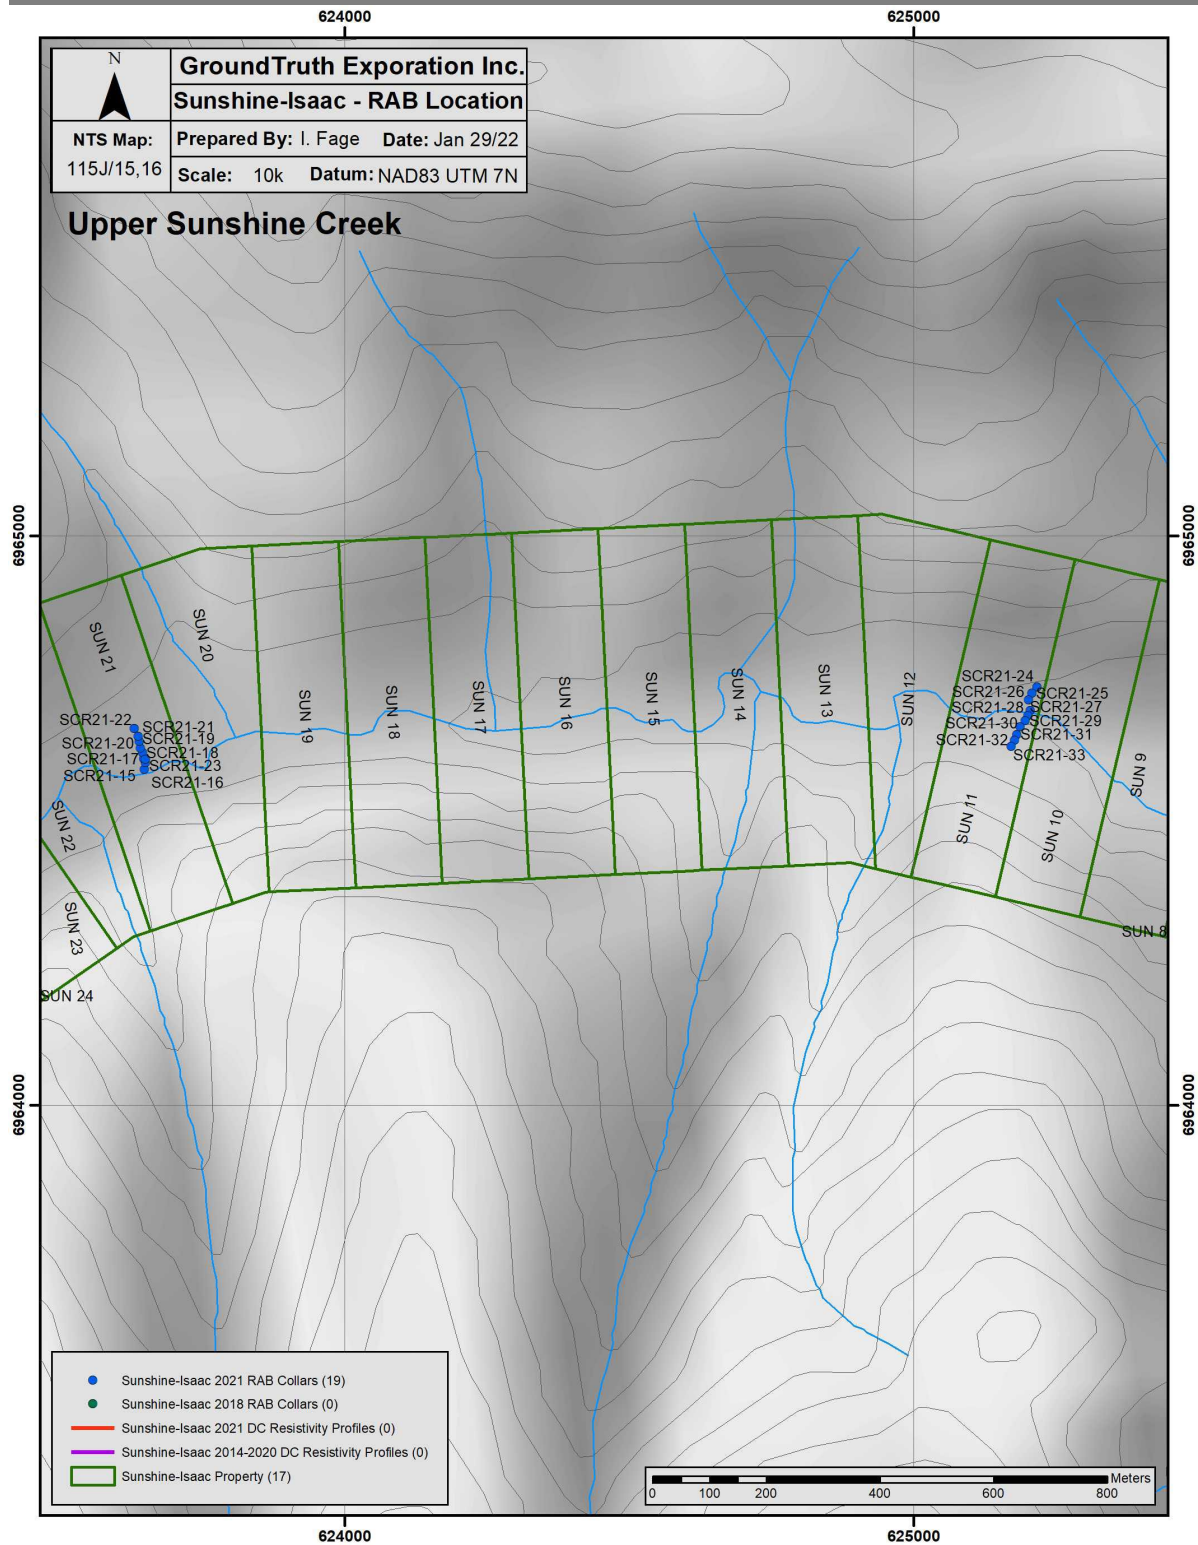 624000
625000
N
GroundTruth Exporation Inc.
Sunshine-Isaac - RAB Location
NTS Map:
115J/15,16
Prepared By: I. Fage Date: Jan 29/22
Scale: 10k Datum: NAD83 UTM 7N
Upper Sunshine Creek
6965000
6965000
SUN 21
SUN 20
SUN 19
SUN 18
SUN 17
SUN 16
SUN 15
SUN 14
SUN 13
SUN 12
SUN 11
SUN 10
SUN 9
SUN 8
SUN 22
SUN 23
SUN 24
SCR21-22
SCR21-21
SCR21-19
SCR21-20
SCR21-18
SCR21-17
SCR21-23
SCR21-15
SCR21-16
SCR21-24
SCR21-26
SCR21-25
SCR21-28
SCR21-27
SCR21-30
SCR21-29
SCR21-32
SCR21-31
SCR21-33
6964000
6964000
Sunshine-Isaac 2021 RAB Collars (19)
Sunshine-Isaac 2018 RAB Collars (0)
Sunshine-Isaac 2021 DC Resistivity Profiles (0)
Sunshine-Isaac 2014-2020 DC Resistivity Profiles (0)
Sunshine-Isaac Property (17)
Meters
0 100 200 400 600 800
624000
625000